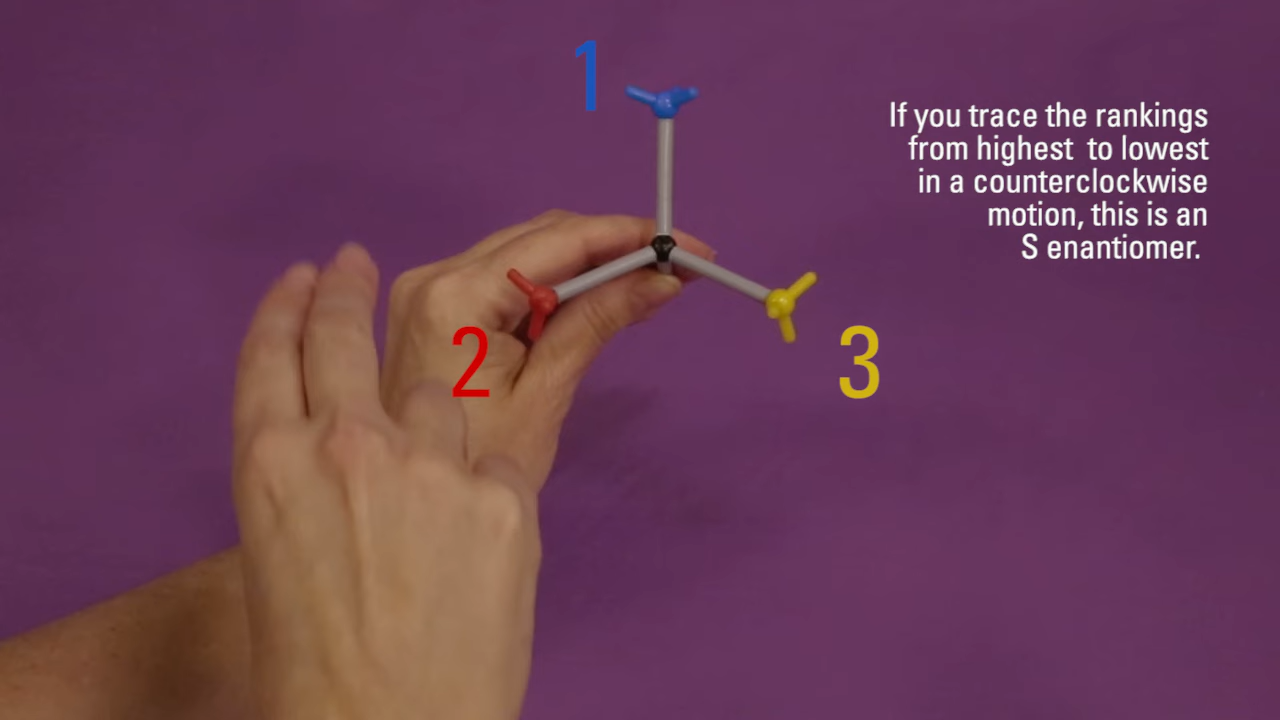 1
If you trace the rankings
from highest to lowest
in a counterclockwise
motion, this is an
S enantiomer.
2
3